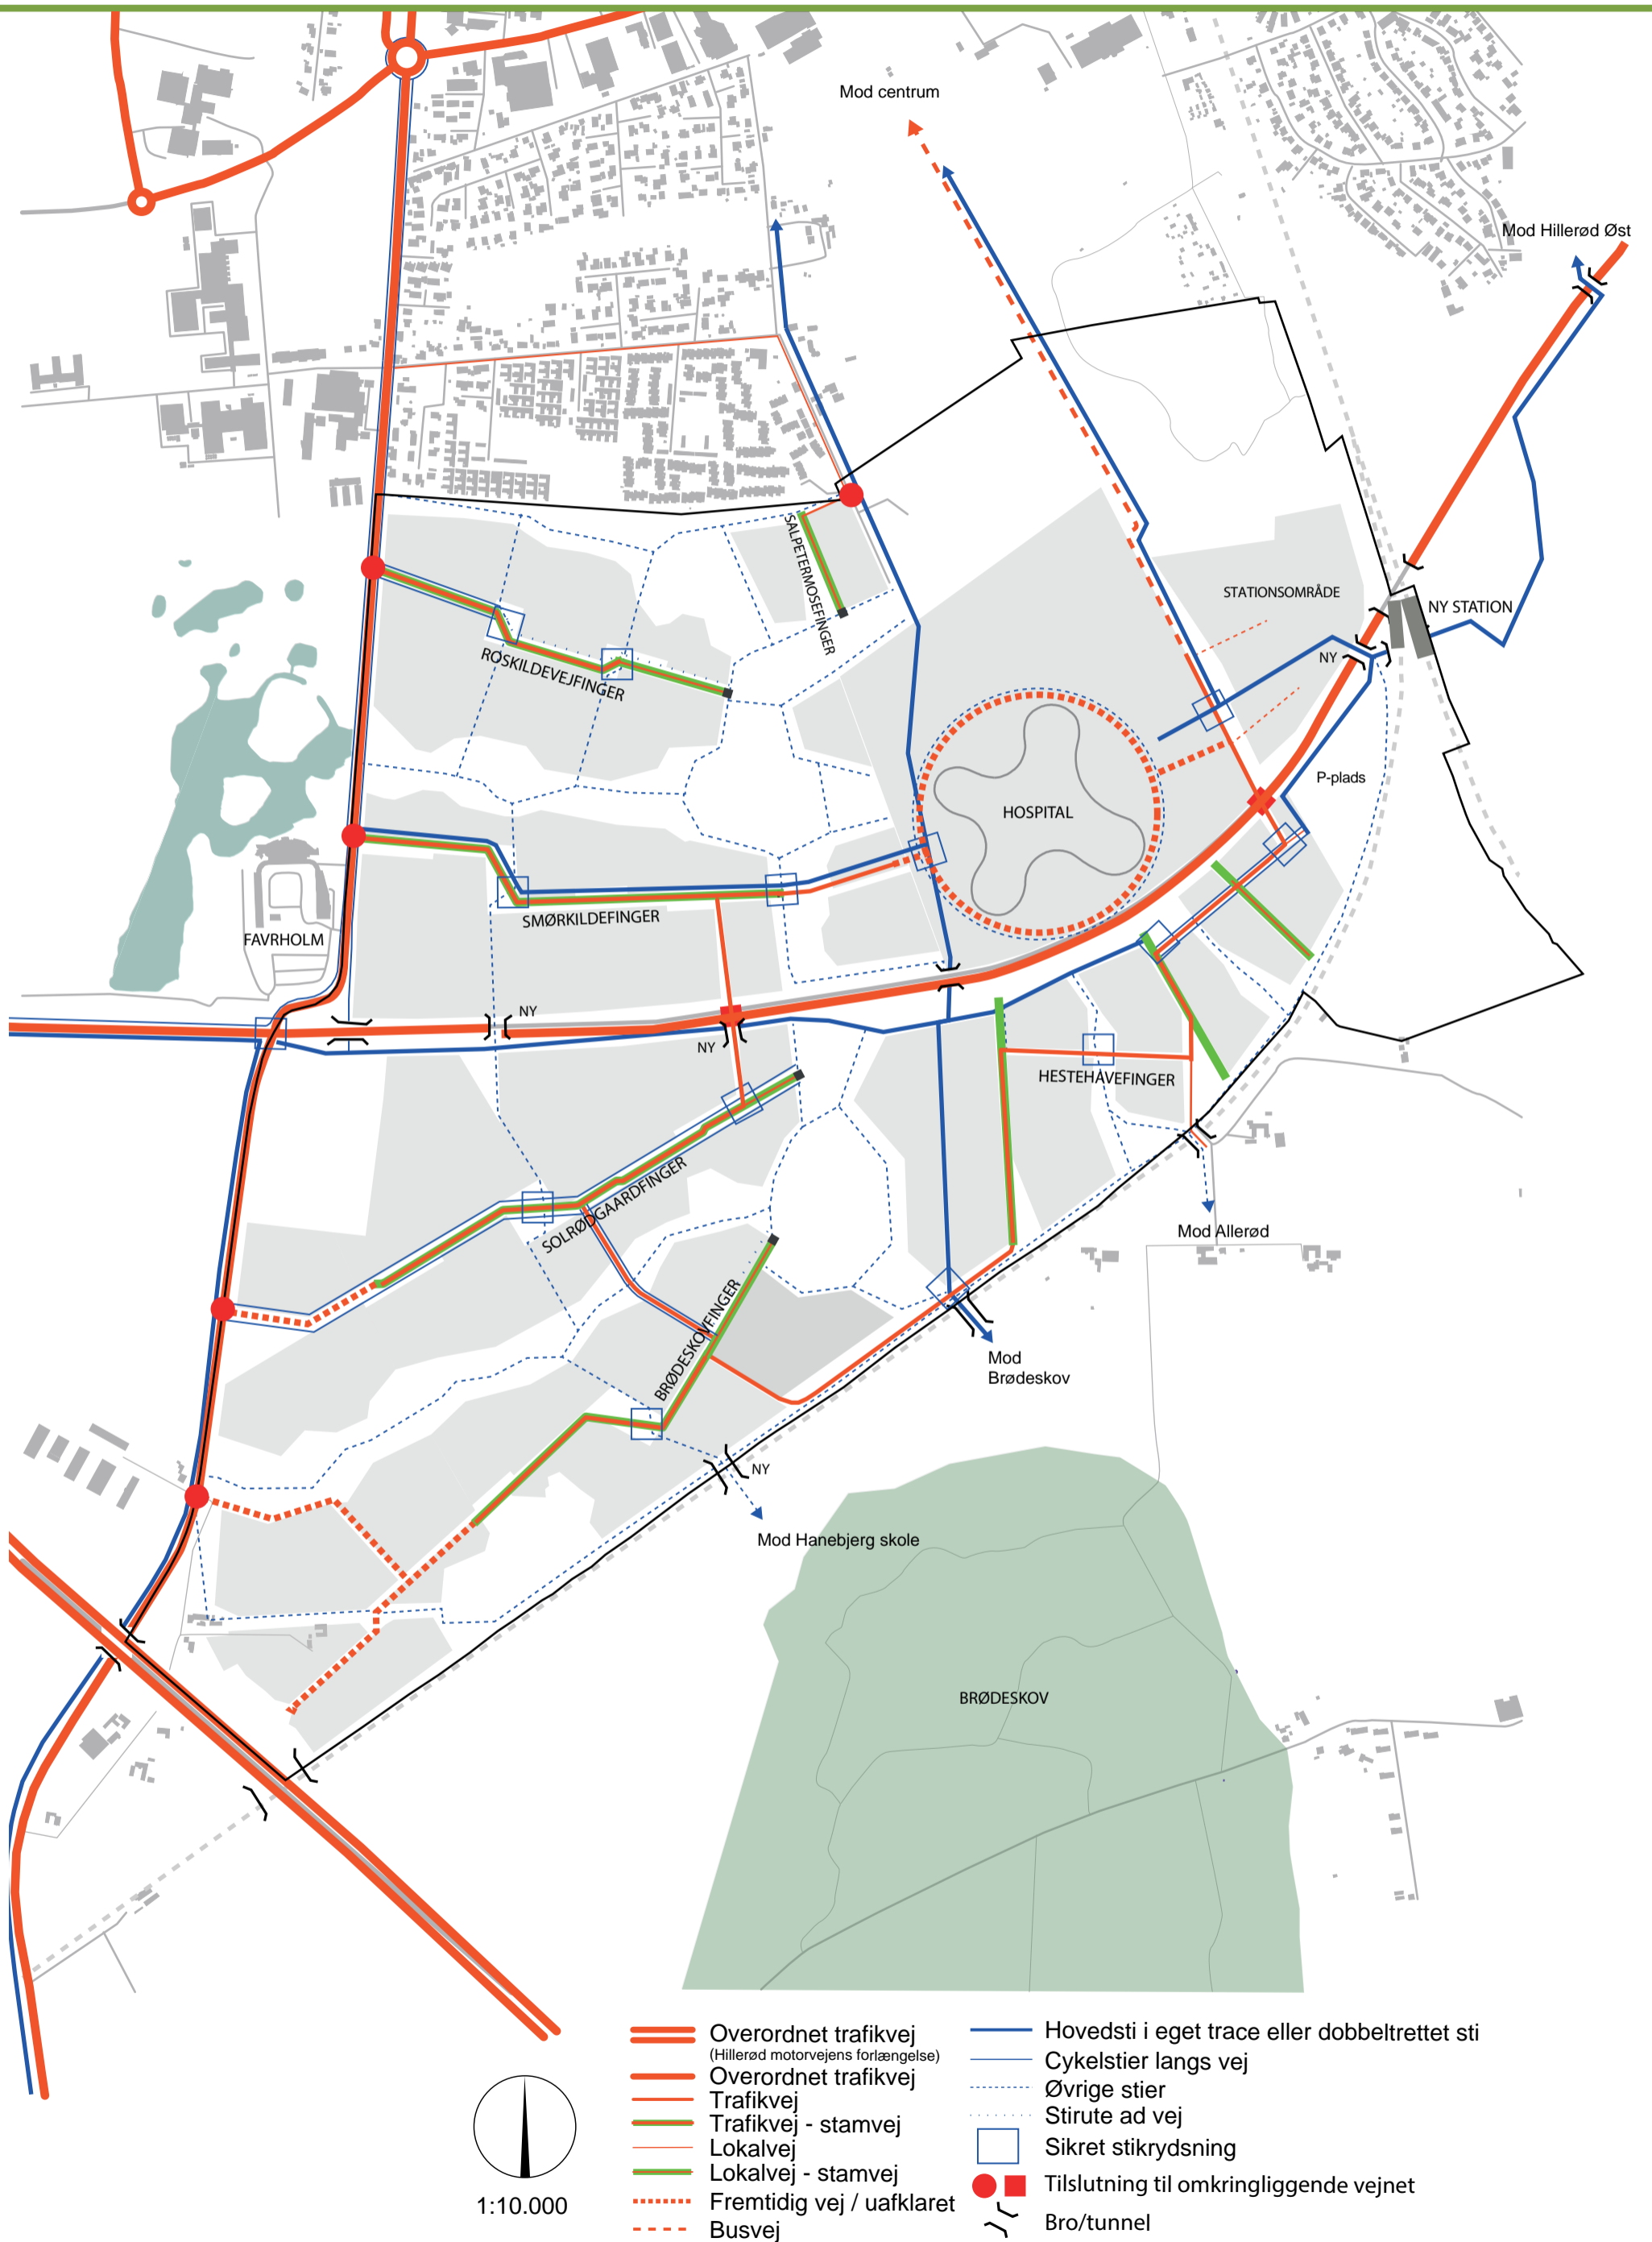 Mod centrum
Mod Hillerød Øst
SALPETERMOSEFINGER
STATIONSOMRÅDE
NY STATION
ROSKILDEVEJFINGER
NY
P-plads
HOSPITAL
SMØRKILDEFINGER
FAVRHOLM
NY
NY
HESTEHAVEFINGER
SOLRØDGAARDFINGER
Mod Allerød
BRØDESKOVFINGER
Mod
Brødeskov
NY
Mod Hanebjerg skole
BRØDESKOV
1:10.000
Overordnet trafikvej
(Hillerød motorvejens forlængelse)
Overordnet trafikvej
Trafikvej
Trafikvej - stamvej
Lokalvej
Lokalvej - stamvej
Fremtidig vej / uafklaret
Busvej
Hovedsti i eget trace eller dobbeltrettet sti
Cykelstier langs vej
Øvrige stier
Stirute ad vej
Sikret stikrydsning
Tilslutning til omkringliggende vejnet
Bro/tunnel